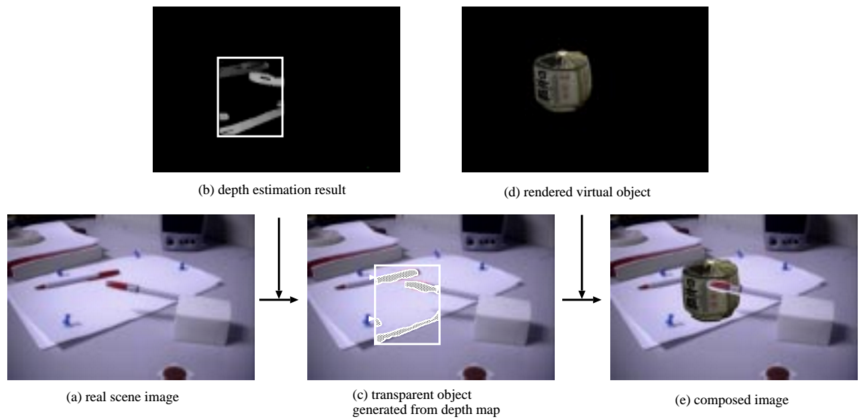 (b) depth estimation result
(d) rendered virtual object
(a) real scene image
(c) transparent object
generated from depth map
(e) composed image